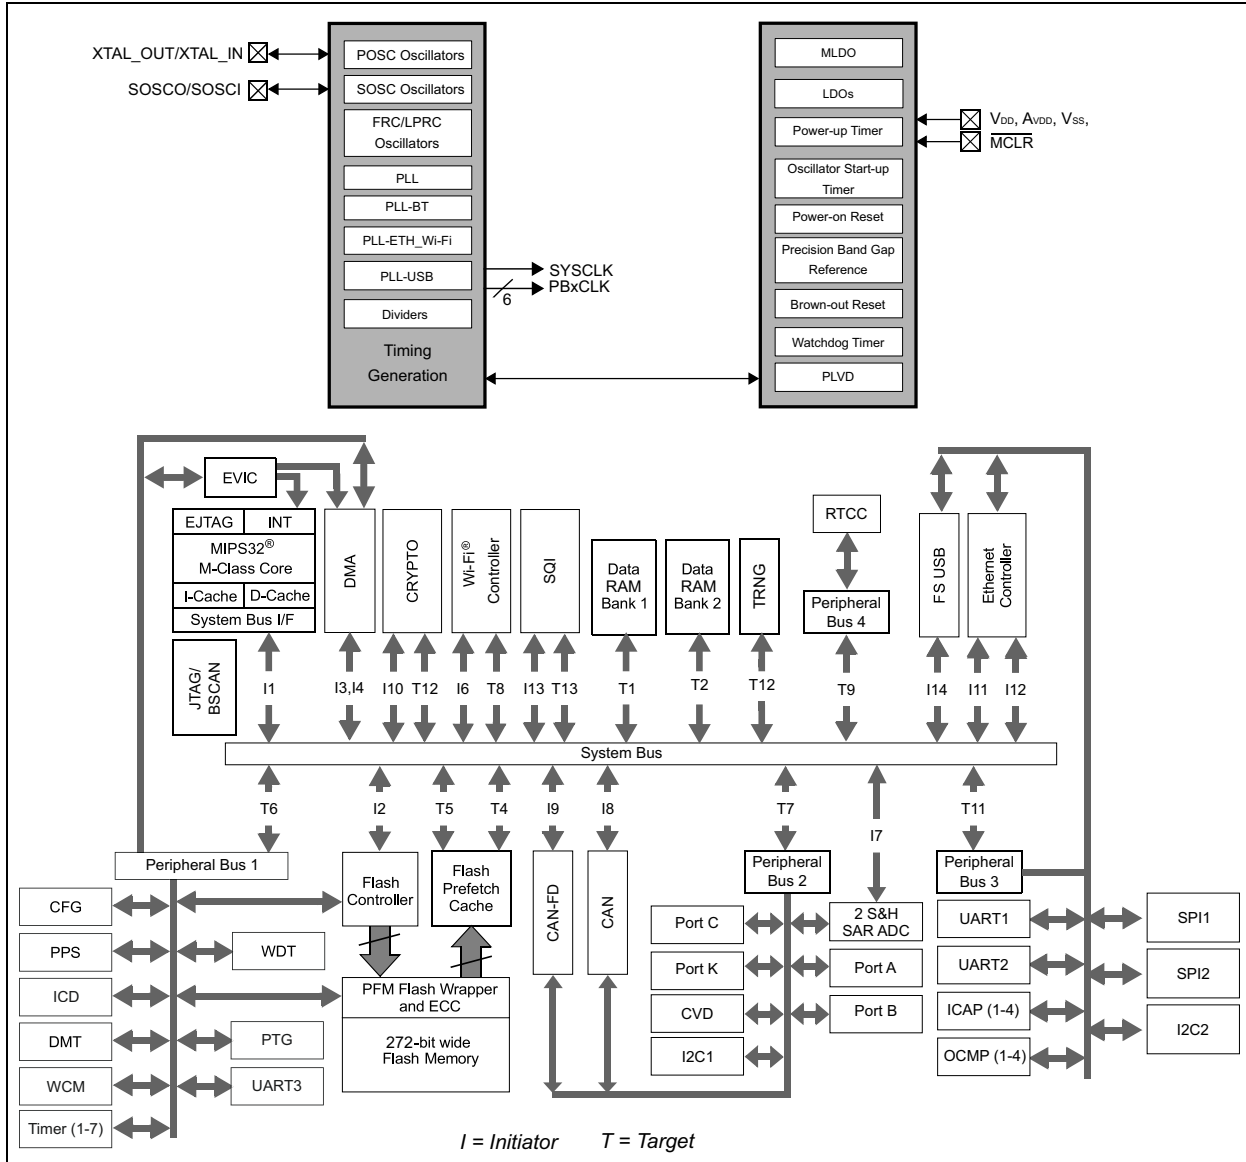 XTAL_OUT/XTAL_IN
SOSCO/SOSCI
POSC Oscillators
SOSC Oscillators
FRC/LPRC
Oscillators
PLL
PLL-BT
PLL-ETH_Wi-Fi
PLL-USB
Dividers
Timing
Generation
SYSCLK
PBxCLK
6
MLDO
LDOs
Power-up Timer
Oscillator Start-up
Timer
Power-on Reset
Precision Band Gap
Reference
Brown-out Reset
Watchdog Timer
PLVD
VDD, AVDD, VSS,
MCLR
EVIC
EJTAG
INT
MIPS32®
M-Class Core
I-Cache
D-Cache
System Bus I/F
JTAG/
BSCAN
DMA
CRYPTO
Wi-Fi®
Controller
SQI
Data
RAM
Bank 1
Data
RAM
Bank 2
TRNG
RTCC
Peripheral
Bus 4
FS USB
Ethernet
Controller
I1
I3,I4
I10
T12
I6
T8
I13
T13
T1
T2
T12
T9
I14
I11
I12
System Bus
T6
I2
T5
T4
I9
I8
T7
I7
T11
Peripheral Bus 1
Flash
Controller
Flash
Prefetch
Cache
CAN-FD
CAN
Peripheral
Bus 2
Peripheral
Bus 3
CFG
PPS
ICD
DMT
WCM
Timer (1-7)
WDT
PTG
UART3
PFM Flash Wrapper
and ECC
272-bit wide
Flash Memory
Port C
Port K
CVD
I2C1
2 S&H
SAR ADC
Port A
Port B
UART1
UART2
ICAP (1-4)
OCMP (1-4)
SPI1
SPI2
I2C2
I = Initiator
T = Target